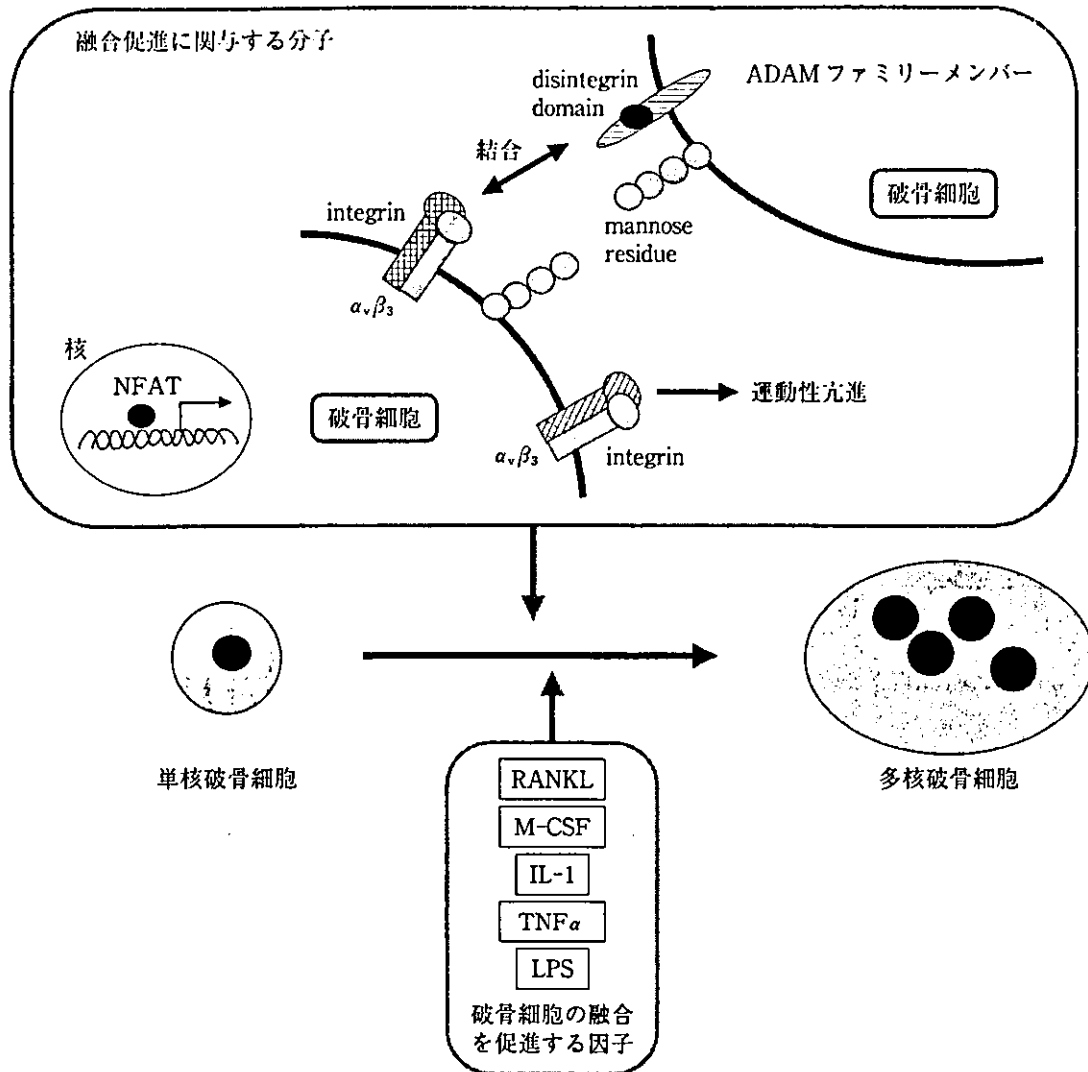 融合促進に関与する分子
ADAMファミリーメンバー
disintegrin
domain
結合
破骨細胞
integrin
mannose
residue
αvβ3
核
NFAT
破骨細胞
運動性亢進
αvβ3
integrin
単核破骨細胞
多核破骨細胞
RANKL
M-CSF
IL-1
TNFα
LPS
破骨細胞の融合
を促進する因子